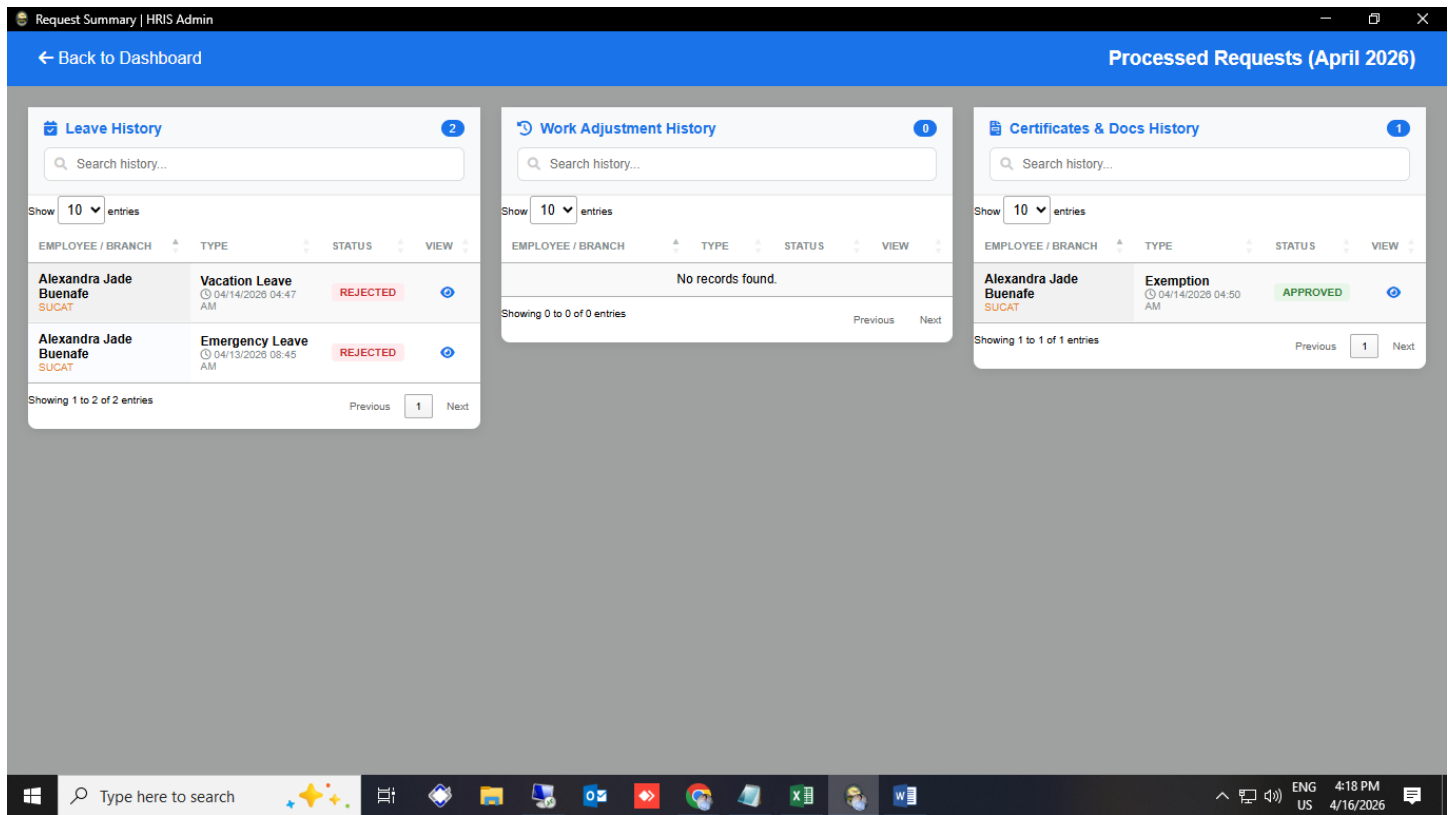 Request Summary | HRIS Admin
Back to Dashboard
Processed Requests (April 2026)
Leave History
2
Search history...
Show 10 entries
EMPLOYEE / BRANCH TYPE STATUS VIEW
Alexandra Jade
Buenafe
SUCAT
Vacation Leave
04/14/2026 04:47
AM
REJECTED
Alexandra Jade
Buenafe
SUCAT
Emergency Leave
04/13/2026 08:45
AM
REJECTED
Showing 1 to 2 of 2 entries
Previous 1 Next
Work Adjustment History
0
Search history...
Show 10 entries
EMPLOYEE / BRANCH TYPE STATUS VIEW
No records found.
Showing 0 to 0 of 0 entries
Previous Next
Certificates & Docs History
1
Search history...
Show 10 entries
EMPLOYEE / BRANCH TYPE STATUS VIEW
Alexandra Jade
Buenafe
SUCAT
Exemption
04/14/2026 04:50
AM
APPROVED
Showing 1 to 1 of 1 entries
Previous 1 Next
Type here to search
ENG
US
4:18 PM
4/16/2026